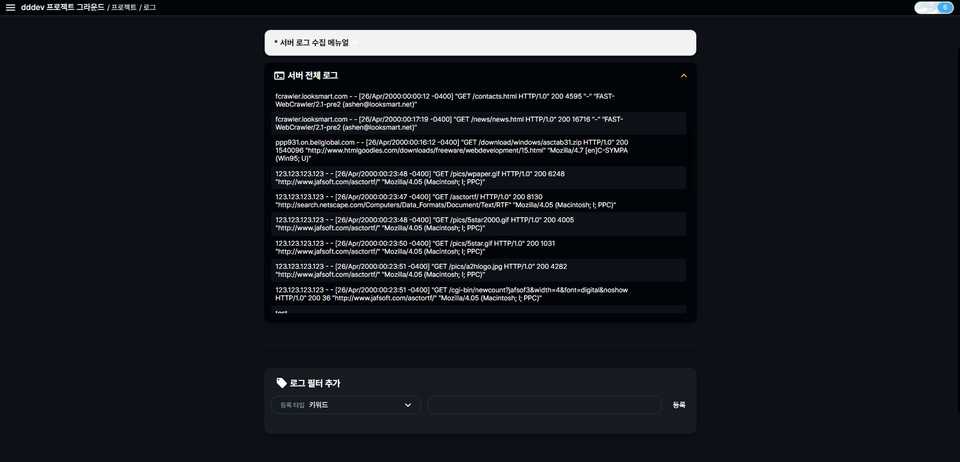 dddev 프로젝트 그라운드 / 프로젝트 / 로그
* 서버 로그 수집 메뉴얼
서버 전체 로그
fcrawler.looksmart.com - - [26/Apr/2000:00:00:12 -0400] "GET /contacts.html HTTP/1.0" 200 4595 "-" "FAST-
WebCrawler/2.1-pre2 (ashen@looksmart.net)"
fcrawler.looksmart.com - - [26/Apr/2000:00:17:19 -0400] "GET /news/news.html HTTP/1.0" 200 16716 "-" "FAST-
WebCrawler/2.1-pre2 (ashen@looksmart.net)"
ppp931.on.bellglobal.com - - [26/Apr/2000:00:16:12 -0400] "GET /download/windows/asctab31.zip HTTP/1.0" 200
1540096 "http://www.htmlgoodies.com/downloads/freeware/webdevelopment/15.html" "Mozilla/4.7 [en]C-SYMPA
(Win95; U)"
123.123.123.123 - - [26/Apr/2000:00:23:48 -0400] "GET /pics/wpaper.gif HTTP/1.0" 200 6248
"http://www.jafsoft.com/asctortf/" "Mozilla/4.05 (Macintosh; I; PPC)"
123.123.123.123 - - [26/Apr/2000:00:23:47 -0400] "GET /asctortf/ HTTP/1.0" 200 8130
"http://search.netscape.com/Computers/Data_Formats/Document/Text/RTF" "Mozilla/4.05 (Macintosh; I; PPC)"
123.123.123.123 - - [26/Apr/2000:00:23:48 -0400] "GET /pics/5star2000.gif HTTP/1.0" 200 4005
"http://www.jafsoft.com/asctortf/" "Mozilla/4.05 (Macintosh; I; PPC)"
123.123.123.123 - - [26/Apr/2000:00:23:50 -0400] "GET /pics/5star.gif HTTP/1.0" 200 1031
"http://www.jafsoft.com/asctortf/" "Mozilla/4.05 (Macintosh; I; PPC)"
123.123.123.123 - - [26/Apr/2000:00:23:51 -0400] "GET /pics/a2hlogo.jpg HTTP/1.0" 200 4282
"http://www.jafsoft.com/asctortf/" "Mozilla/4.05 (Macintosh; I; PPC)"
123.123.123.123 - - [26/Apr/2000:00:23:51 -0400] "GET /cgi-bin/newcount?jafsof3&width=4&font=digital&noshow
HTTP/1.0" 200 36 "http://www.jafsoft.com/asctortf/" "Mozilla/4.05 (Macintosh; I; PPC)"
test
로그 필터 추가
등록 타입 키워드
등록